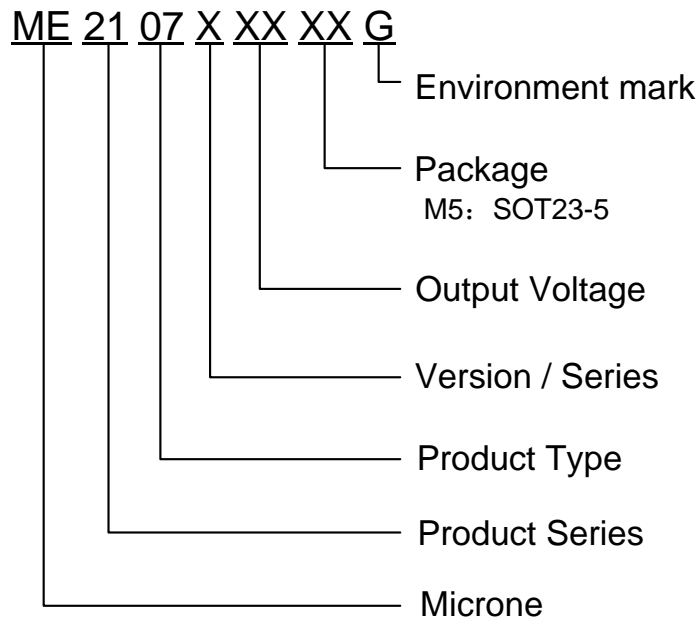 ME 21 07 X XX XX G
Environment mark
Package
M5：SOT23-5
Output Voltage
Version / Series
Product Type
Product Series
Microne